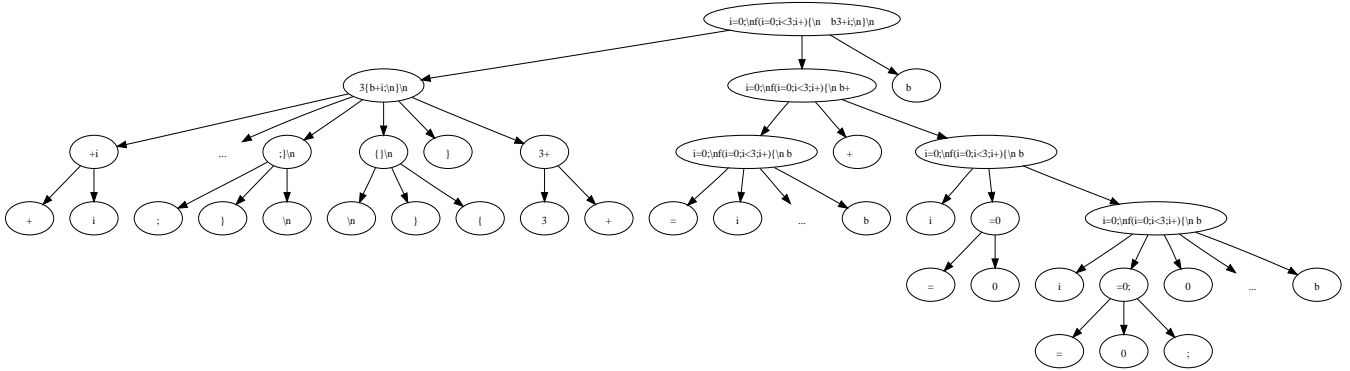 i=0;\nf(i=0;i<3;i+){\n    b3+i;\n}\n
3{b+i;\n}\n
i=0;\nf(i=0;i<3;i+){\n b+
b
+i
...
;}\n
{}\n
}
3+
i=0;\nf(i=0;i<3;i+){\n b
+
i=0;\nf(i=0;i<3;i+){\n b
+
i
;
}
\n
\n
}
{
3
+
=
i
...
b
i
=0
i=0;\nf(i=0;i<3;i+){\n b
=
0
i
=0;
0
...
b
=
0
;